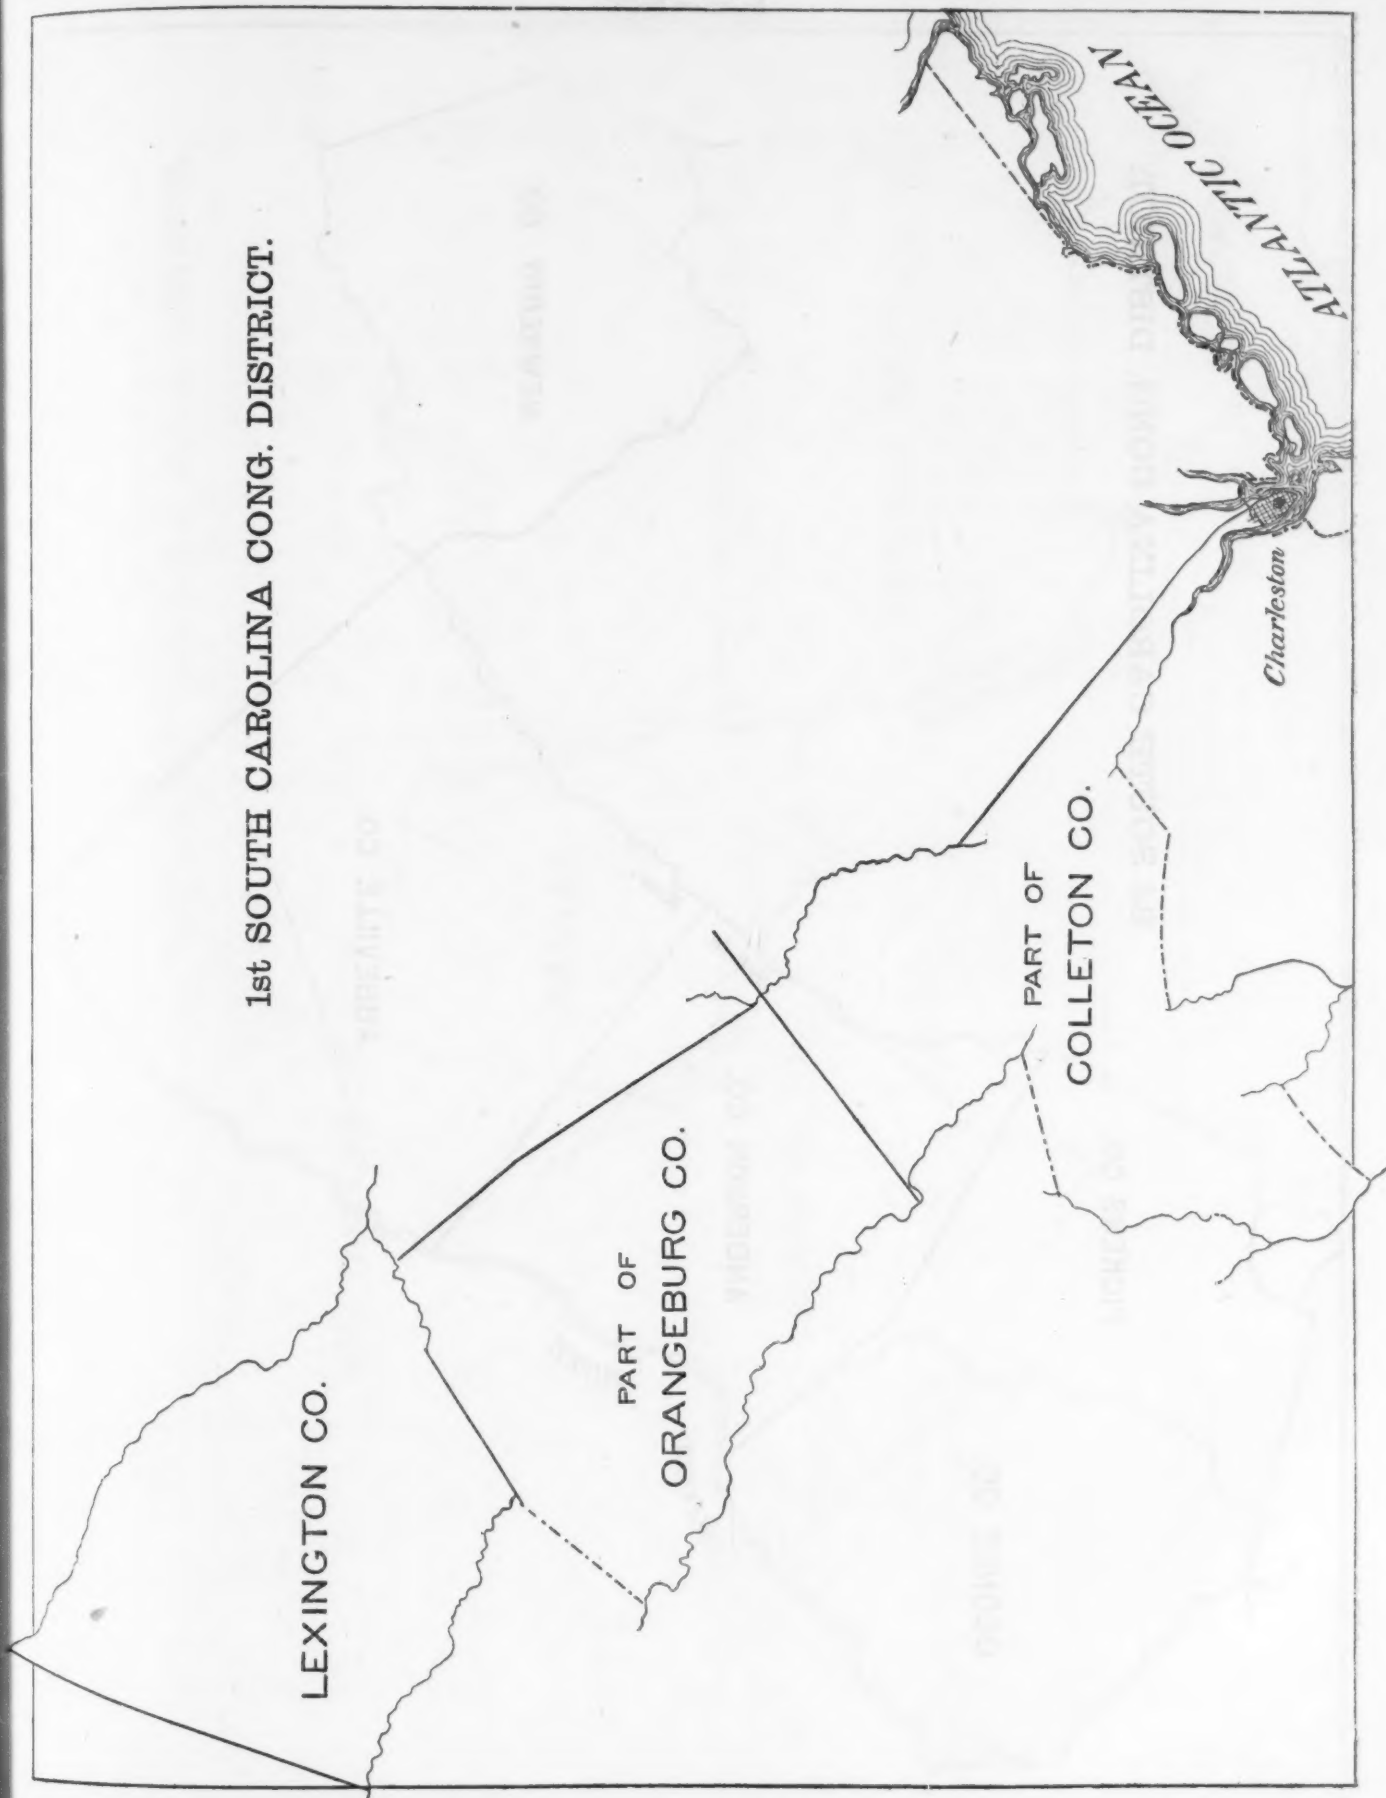 1st SOUTH CAROLINA CONG. DISTRICT.
LEXINGTON CO.
PART OF
ORANGEBURG CO.
PART OF
COLLETON CO.
Charleston
ATLANTIC OCEAN